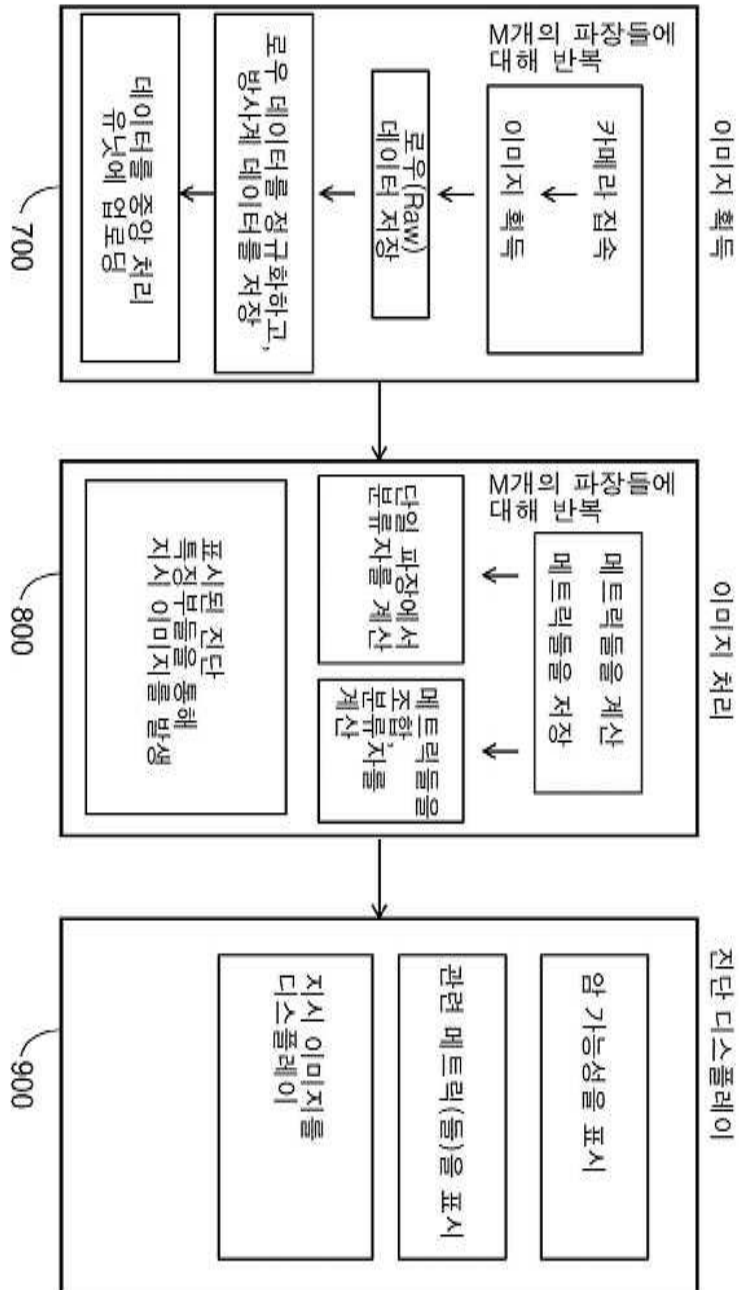 이미지 획득
M개의 파장들에
대해 반복
카메라 접속
이미지 획득
로우(Raw)
데이터 저장
로우 데이터를 정규화하고,
방사계 데이터를 저장
데이터를 중앙 처리
유닛에 업로딩
700
이미지 처리
M개의 파장들에
대해 반복
메트릭들을 계산
메트릭들을 저장
단일 파장에서
분류자를 계산
메트릭들을
조합,
분류자를
계산
표시된 진단
특징부들을 통해
지시 이미지를 발생
800
진단 디스플레이
암 가능성을 표시
관련 메트릭(들)을 표시
지시 이미지를
디스플레이
900